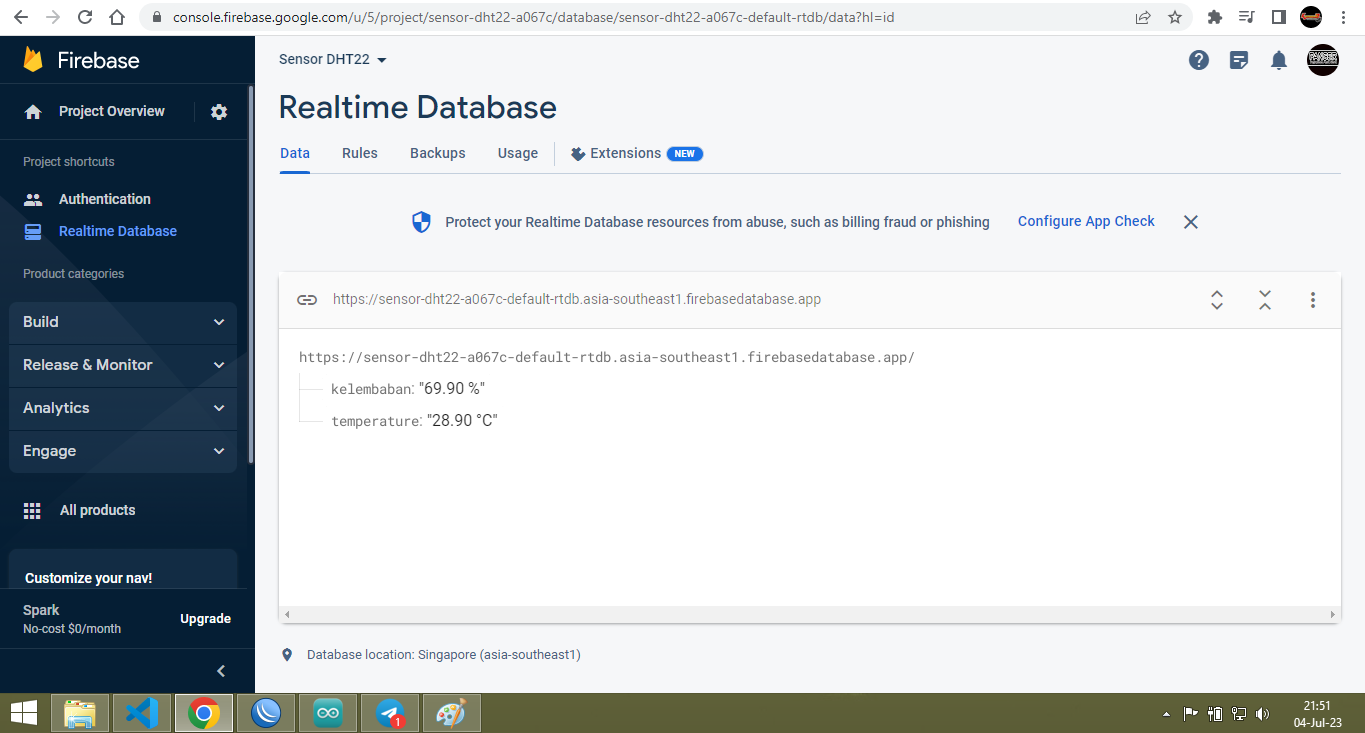 console.firebase.google.com/u/5/project/sensor-dht22-a067c/database/sensor-dht22-a067c-default-rtdb/data?hl=id
Firebase
Project Overview
Project shortcuts
Authentication
Realtime Database
Product categories
Build
Release & Monitor
Analytics
Engage
All products
Customize your nav!
Spark
No-cost $0/month
Upgrade
Sensor DHT22
Realtime Database
Data Rules Backups Usage Extensions NEW
Protect your Realtime Database resources from abuse, such as billing fraud or phishing Configure App Check
https://sensor-dht22-a067c-default-rtdb.asia-southeast1.firebasedatabase.app
https://sensor-dht22-a067c-default-rtdb.asia-southeast1.firebasedatabase.app/
kelembaban: "69.90 %"
temperature: "28.90 °C"
Database location: Singapore (asia-southeast1)
1
21:51
04-Jul-23